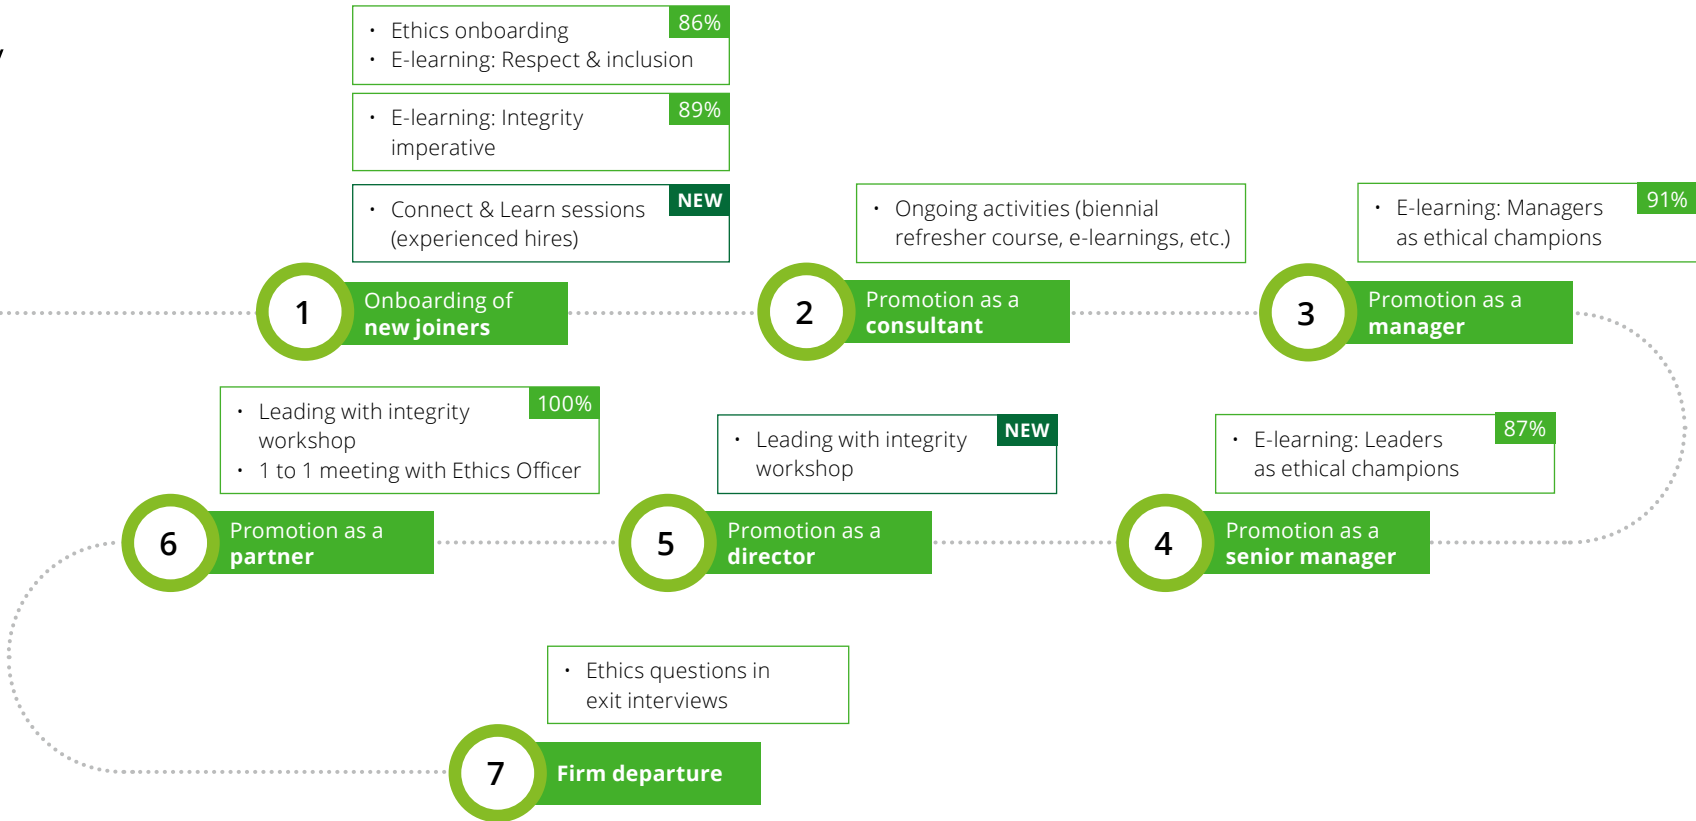 • Ethics onboarding
86%
• E-learning: Respect & inclusion
• E-learning: Integrity
imperative
89%
• Connect & Learn sessions
(experienced hires)
NEW
1
Onboarding of
new joiners
• Ongoing activities (biennial
refresher course, e-learnings, etc.)
2
Promotion as a
consultant
• E-learning: Managers
as ethical champions
91%
3
Promotion as a
manager
• E-learning: Leaders
as ethical champions
87%
4
Promotion as a
senior manager
• Leading with integrity
workshop
NEW
5
Promotion as a
director
• Leading with integrity
workshop
• 1 to 1 meeting with Ethics Officer
100%
6
Promotion as a
partner
• Ethics questions in
exit interviews
7
Firm departure